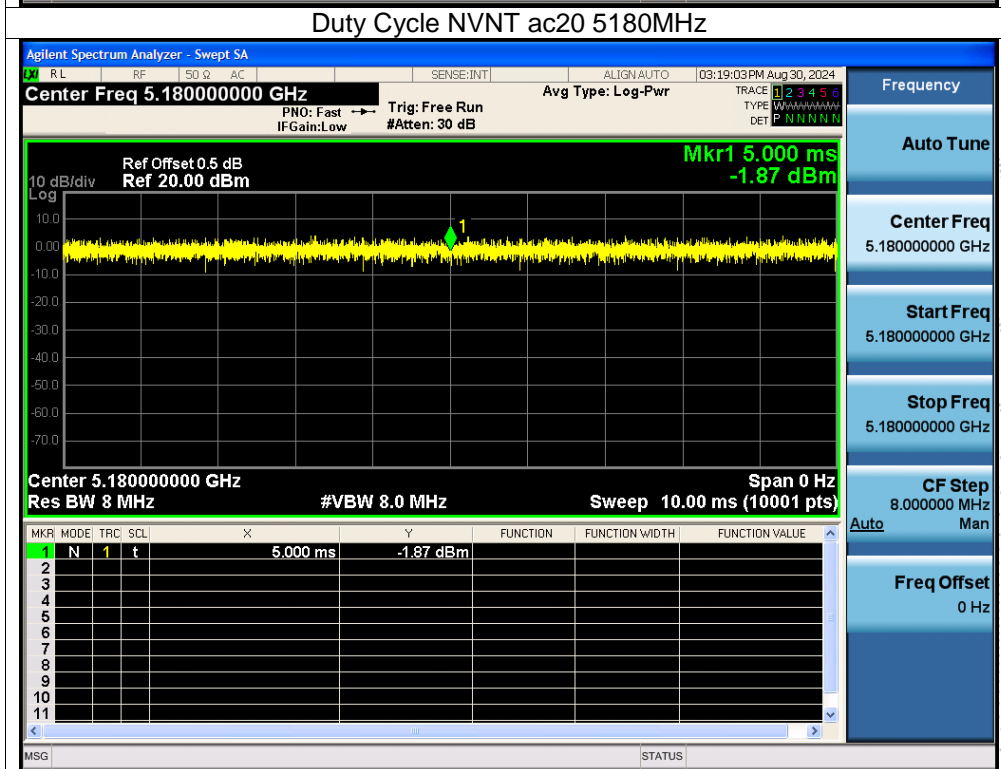 Duty Cycle NVNT ac20 5180MHz
Agilent Spectrum Analyzer - Swept SA
LXI RL RF 50 Ω AC SENSE:INT ALIGN AUTO 03:19:03 PM Aug 30, 2024
Center Freq 5.180000000 GHz
PNO: Fast
IFGain:Low
Trig: Free Run
#Atten: 30 dB
Avg Type: Log-Pwr
TRACE 1 2 3 4 5 6
TYPE WWWWWWW
DET P N N N N N
Ref Offset 0.5 dB
Ref 20.00 dBm
10 dB/div
Log
Mkr1 5.000 ms
-1.87 dBm
10.0
0.00
-10.0
-20.0
-30.0
-40.0
-50.0
-60.0
-70.0
1
Center 5.180000000 GHz Span 0 Hz
Res BW 8 MHz #VBW 8.0 MHz Sweep 10.00 ms (10001 pts)
MKR MODE TRC SCL X Y FUNCTION FUNCTION WIDTH FUNCTION VALUE
1 N 1 t 5.000 ms -1.87 dBm
2
3
4
5
6
7
8
9
10
11
MSG STATUS
Frequency
Auto Tune
Center Freq
5.180000000 GHz
Start Freq
5.180000000 GHz
Stop Freq
5.180000000 GHz
CF Step
8.000000 MHz
Auto Man
Freq Offset
0 Hz